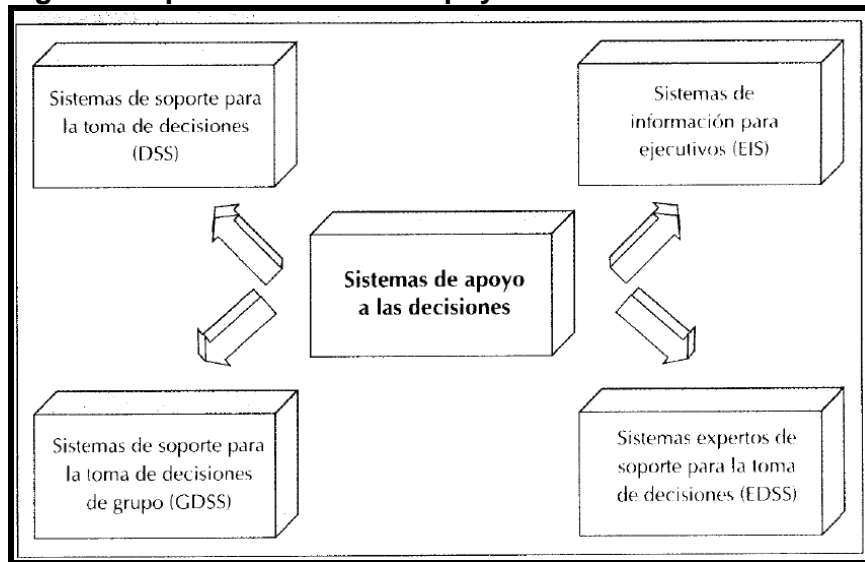 Sistemas de soporte para
la toma de decisiones
(DSS)
Sistemas de
información para
ejecutivos (EIS)
Sistemas de apoyo
a las decisiones
Sistemas de soporte para
la toma de decisiones
de grupo (GDSS)
Sistemas expertos de
soporte para la toma
de decisiones (EDSS)